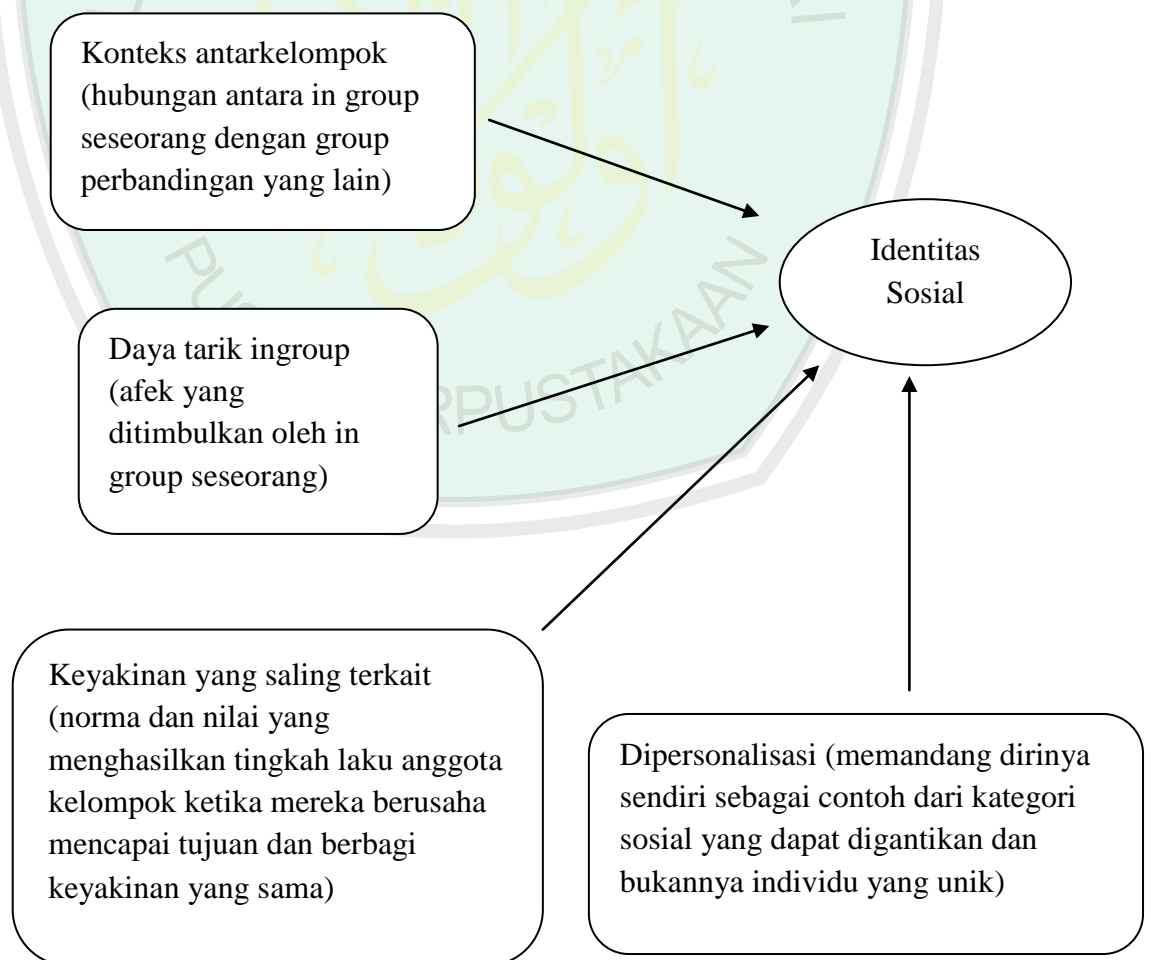 Konteks antarkelompok
(hubungan antara in group
seseorang dengan group
perbandingan yang lain)
Identitas
Sosial
Daya tarik ingroup
(afek yang
ditimbulkan oleh in
group seseorang)
Keyakinan yang saling terkait
(norma dan nilai yang
menghasilkan tingkah laku anggota
kelompok ketika mereka berusaha
mencapai tujuan dan berbagi
keyakinan yang sama)
Dipersonalisasi (memandang dirinya
sendiri sebagai contoh dari kategori
sosial yang dapat digantikan dan
bukannya individu yang unik)